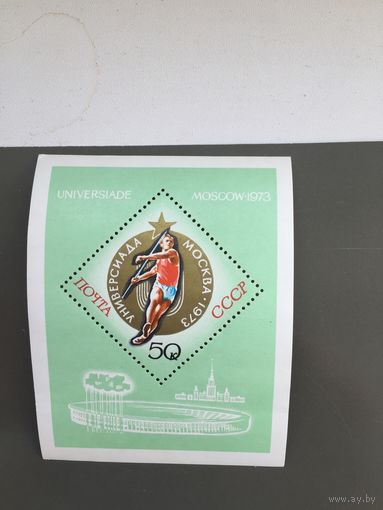 UNIVERSIADE MOSCOW·1973
УНИВЕРСИАДА МОСКВА·1973
ПОЧТА СССР
50к
www.ay.by